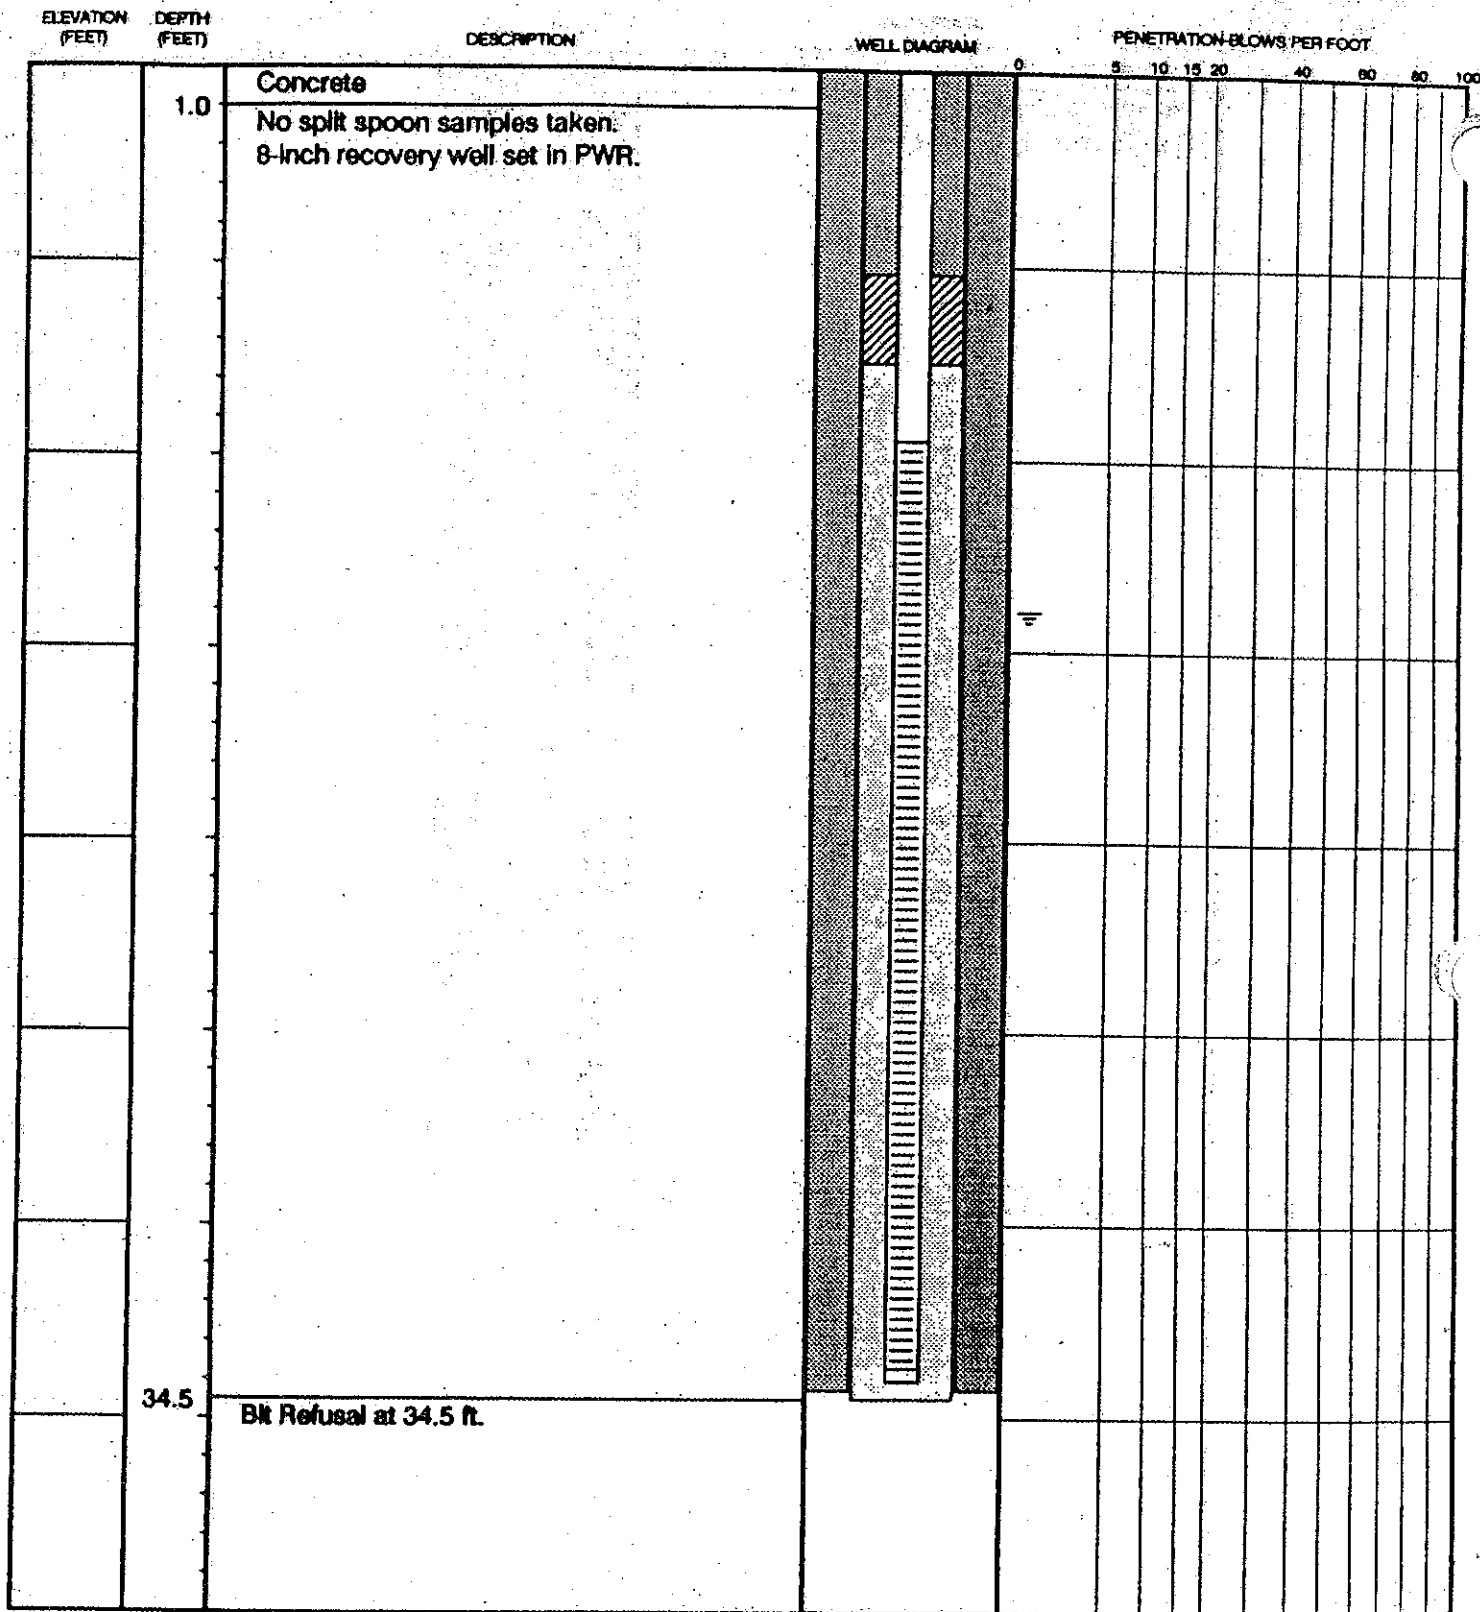 ELEVATION DEPTH
(FEET) (FEET) DESCRIPTION WELL DIAGRAM PENETRATION-BLOWS PER FOOT
0 5 10 15 20 40 60 80 100
Concrete
1.0
No split spoon samples taken.
8-inch recovery well set in PWR.
34.5
Bit Refusal at 34.5 ft.